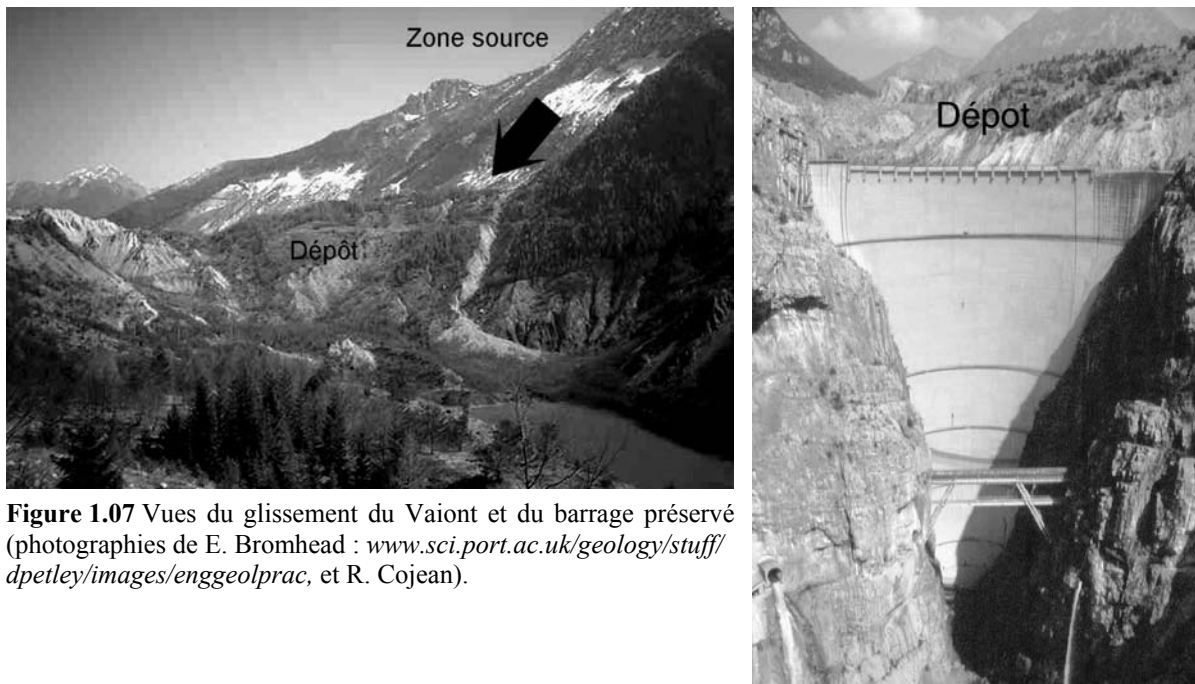 Zone source
Dépôt
Dépot
Figure 1.07 Vues du glissement du Vaiont et du barrage préservé
(photographies de E. Bromhead : www.sci.port.ac.uk/geology/stuff/
dpetley/images/enggeolprac, et R. Cojean).